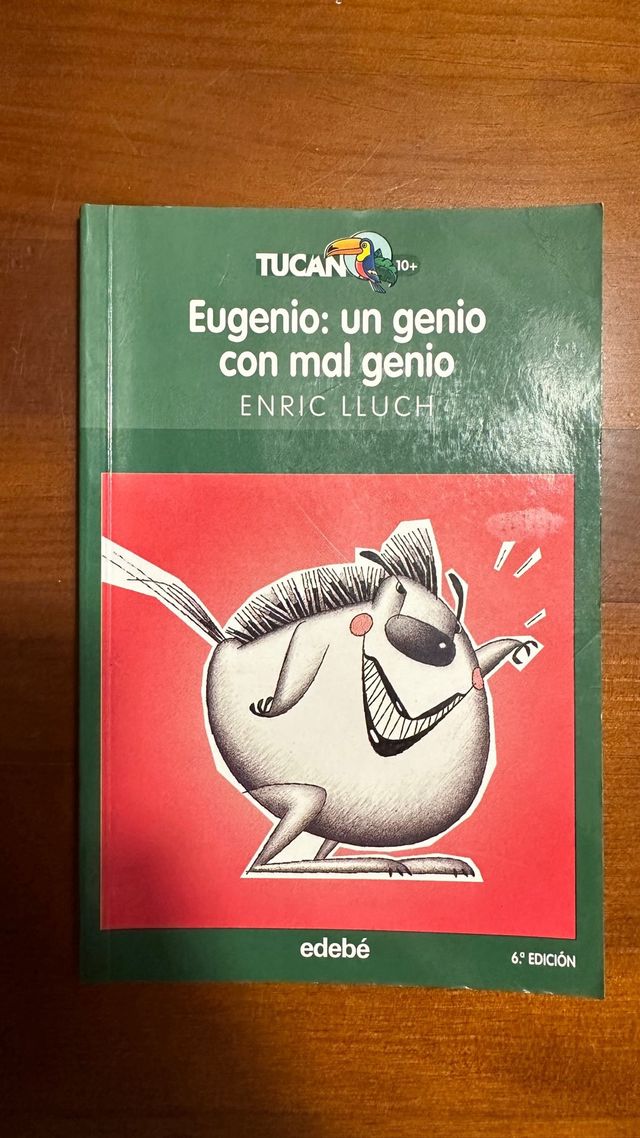 TUCAN 10+
Eugenio: un genio
con mal genio
ENRIC LLUCH
edebé
6.ª EDICIÓN